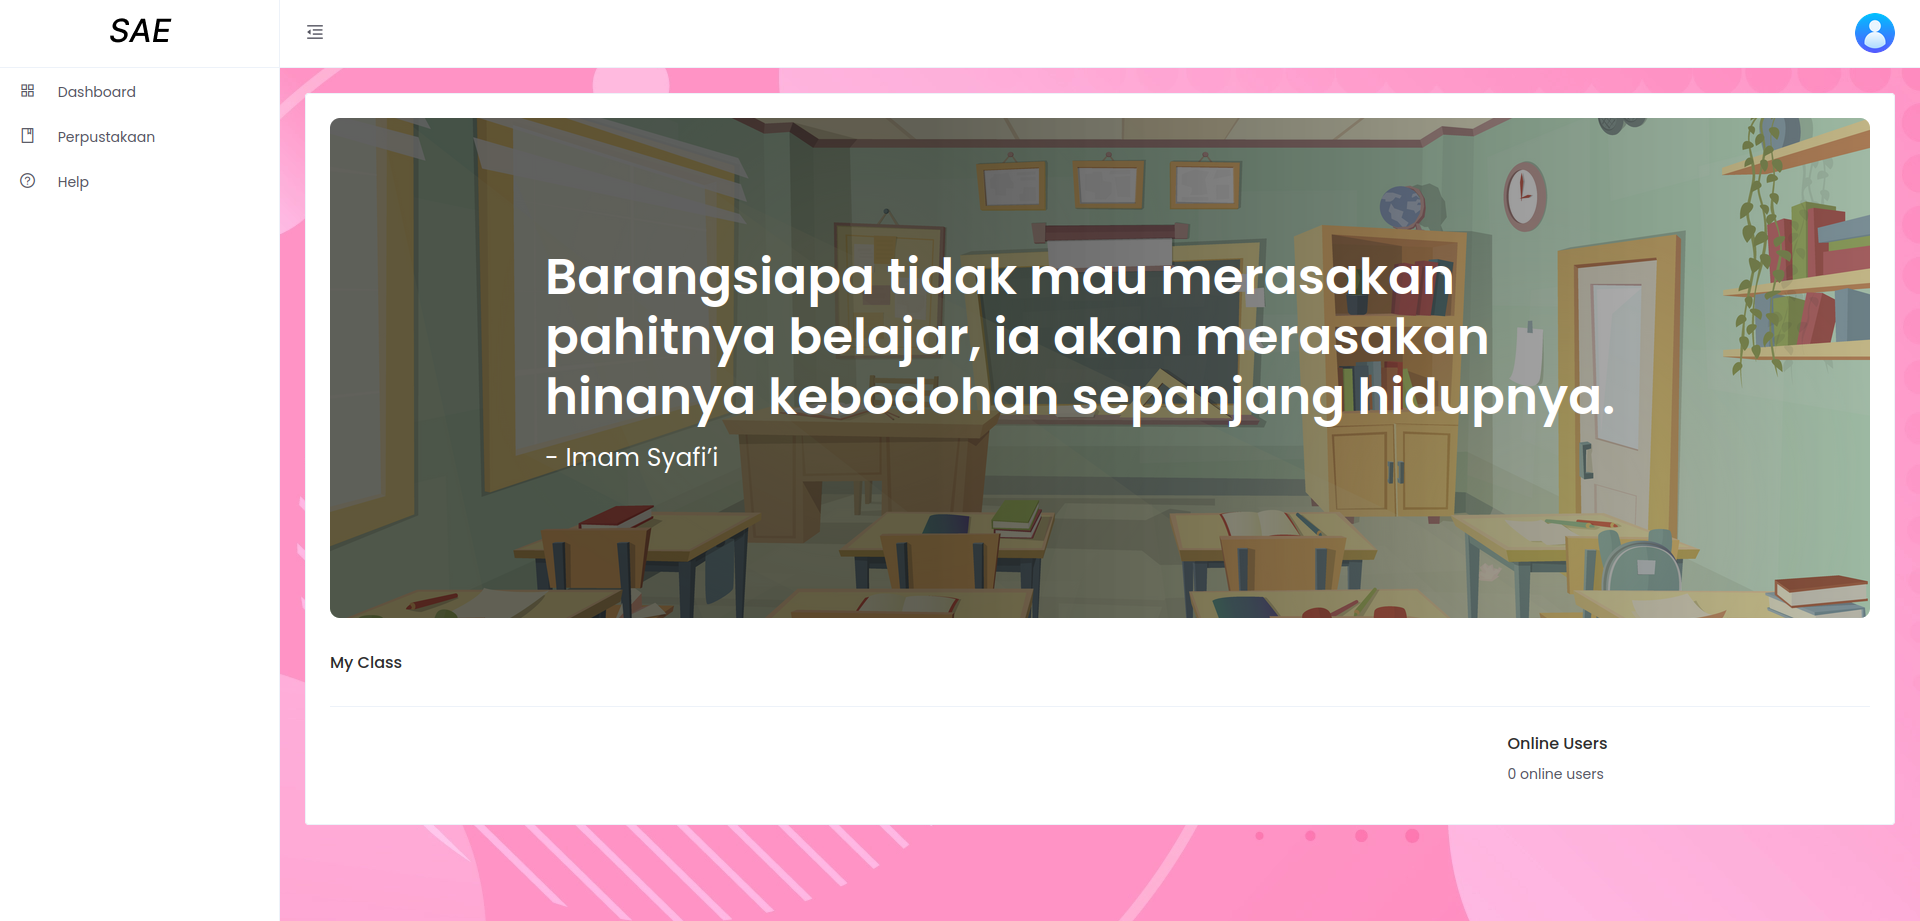 SAE
Dashboard
Perpustakaan
Help
Barangsiapa tidak mau merasakan
pahitnya belajar, ia akan merasakan
hinanya kebodohan sepanjang hidupnya.
- Imam Syafi’i
My Class
Online Users
0 online users